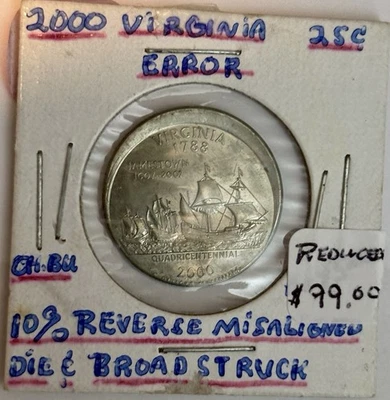 2000 VIRGINIA 25¢
ERROR
VIRGINIA
1788
JAMESTOWN
1607-2007
QUADRICENTENNIAL
2000
CH.BU
REDUCED
$99.00
10% REVERSE MISALIGNED
DIE & BROADSTRUCK